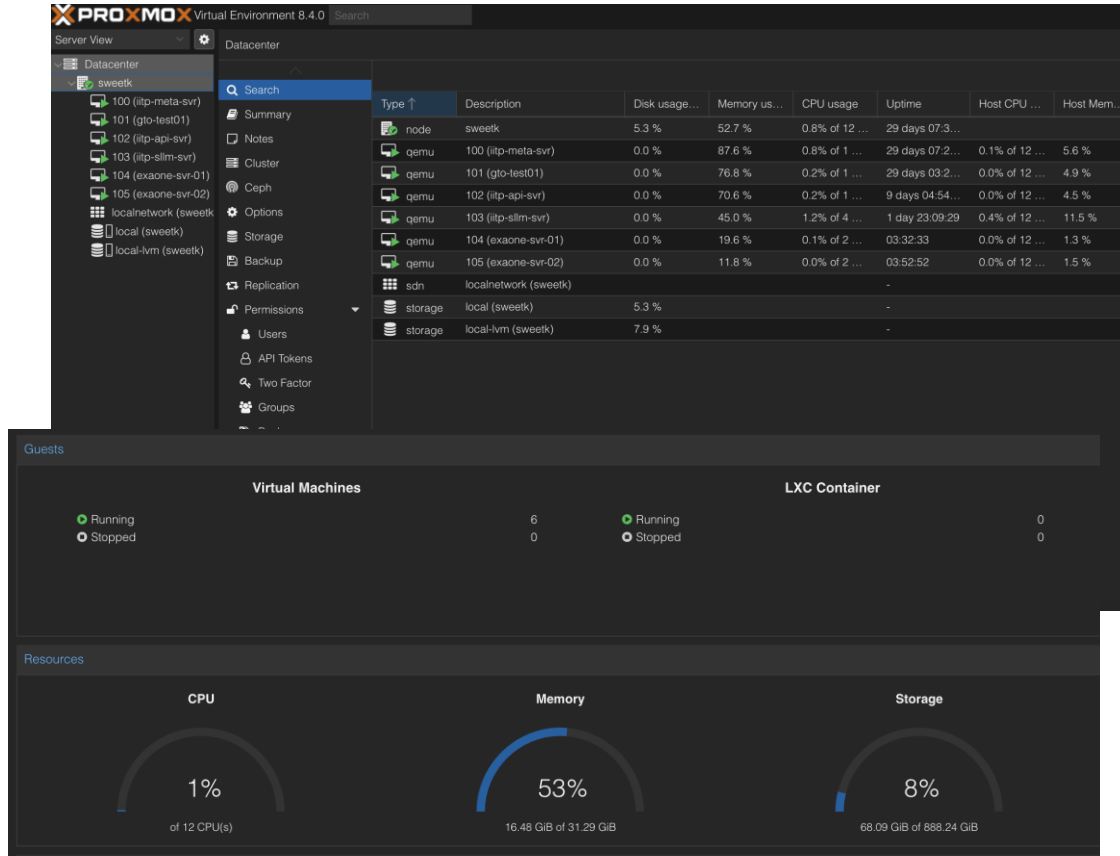 PROXMOX Virtual Environment 8.4.0 Search
Server View
Datacenter
sweetk
100 (iitp-meta-svr)
101 (gto-test01)
102 (iitp-api-svr)
103 (iitp-sllm-svr)
104 (exaone-svr-01)
105 (exaone-svr-02)
localnetwork (sweetk
local (sweetk)
local-lvm (sweetk)
Datacenter
Search
Summary
Notes
Cluster
Ceph
Options
Storage
Backup
Replication
Permissions
Users
API Tokens
Two Factor
Groups
Type Description Disk usage... Memory us... CPU usage Uptime Host CPU ... Host Mem...
node sweetk 5.3 % 52.7 % 0.8% of 12 ... 29 days 07:3...
qemu 100 (iitp-meta-svr) 0.0 % 87.6 % 0.8% of 1 ... 29 days 07:2... 0.1% of 12 ... 5.6 %
qemu 101 (gto-test01) 0.0 % 76.8 % 0.2% of 1 ... 29 days 03:2... 0.0% of 12 ... 4.9 %
qemu 102 (iitp-api-svr) 0.0 % 70.6 % 0.2% of 1 ... 9 days 04:54... 0.0% of 12 ... 4.5 %
qemu 103 (iitp-sllm-svr) 0.0 % 45.0 % 1.2% of 4 ... 1 day 23:09:29 0.4% of 12 ... 11.5 %
qemu 104 (exaone-svr-01) 0.0 % 19.6 % 0.1% of 2 ... 03:32:33 0.0% of 12 ... 1.3 %
qemu 105 (exaone-svr-02) 0.0 % 11.8 % 0.0% of 2 ... 03:52:52 0.0% of 12 ... 1.5 %
sdn localnetwork (sweetk) -
storage local (sweetk) 5.3 % -
storage local-lvm (sweetk) 7.9 % -
Guests
Virtual Machines
Running 6
Stopped 0
LXC Container
Running 0
Stopped 0
Resources
CPU
1%
of 12 CPU(s)
Memory
53%
16.48 GiB of 31.29 GiB
Storage
8%
68.09 GiB of 888.24 GiB